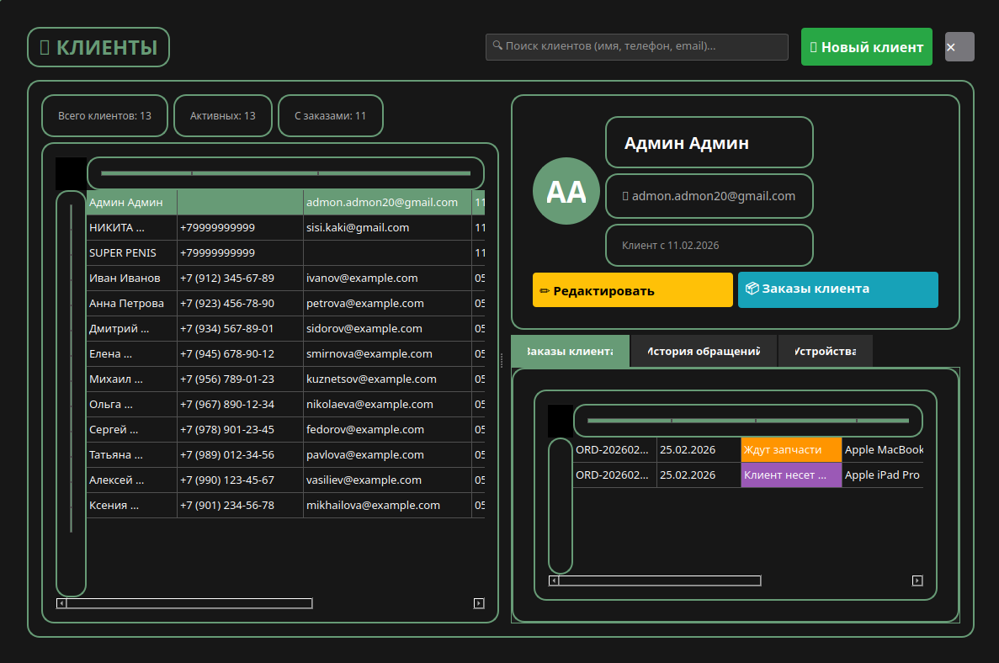 КЛИЕНТЫ
Поиск клиентов (имя, телефон, email)...
Новый клиент
×
Всего клиентов: 13
Активных: 13
С заказами: 11
Админ Админ admon.admon20@gmail.com 11
НИКИТА ... +79999999999 sisi.kaki@gmail.com 11
SUPER PENIS +79999999999 11
Иван Иванов +7 (912) 345-67-89 ivanov@example.com 05
Анна Петрова +7 (923) 456-78-90 petrova@example.com 05
Дмитрий ... +7 (934) 567-89-01 sidorov@example.com 05
Елена ... +7 (945) 678-90-12 smirnova@example.com 05
Михаил ... +7 (956) 789-01-23 kuznetsov@example.com 05
Ольга ... +7 (967) 890-12-34 nikolaeva@example.com 05
Сергей ... +7 (978) 901-23-45 fedorov@example.com 05
Татьяна ... +7 (989) 012-34-56 pavlova@example.com 05
Алексей ... +7 (990) 123-45-67 vasiliev@example.com 05
Ксения ... +7 (901) 234-56-78 mikhailova@example.com 05
АА
Админ Админ
admon.admon20@gmail.com
Клиент с 11.02.2026
✏ Редактировать
📦 Заказы клиента
Заказы клиента
История обращений
Устройства
ORD-202602... 25.02.2026 Ждут запчасти Apple MacBook
ORD-202602... 25.02.2026 Клиент несет ... Apple iPad Pro